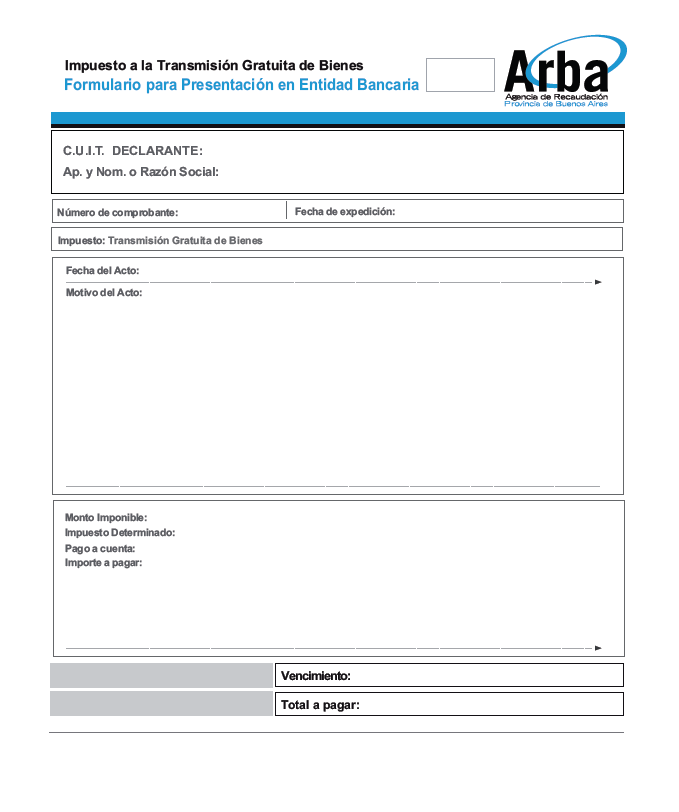 Impuesto a la Transmisión Gratuita de Bienes
Formulario para Presentación en Entidad Bancaria
Arba
Agencia de Recaudación
Provincia de Buenos Aires
C.U.I.T. DECLARANTE:
Ap. y Nom. o Razón Social:
Número de comprobante:
Fecha de expedición:
Impuesto: Transmisión Gratuita de Bienes
Fecha del Acto:
Motivo del Acto:
Monto Imponible:
Impuesto Determinado:
Pago a cuenta:
Importe a pagar:
Vencimiento:
Total a pagar: